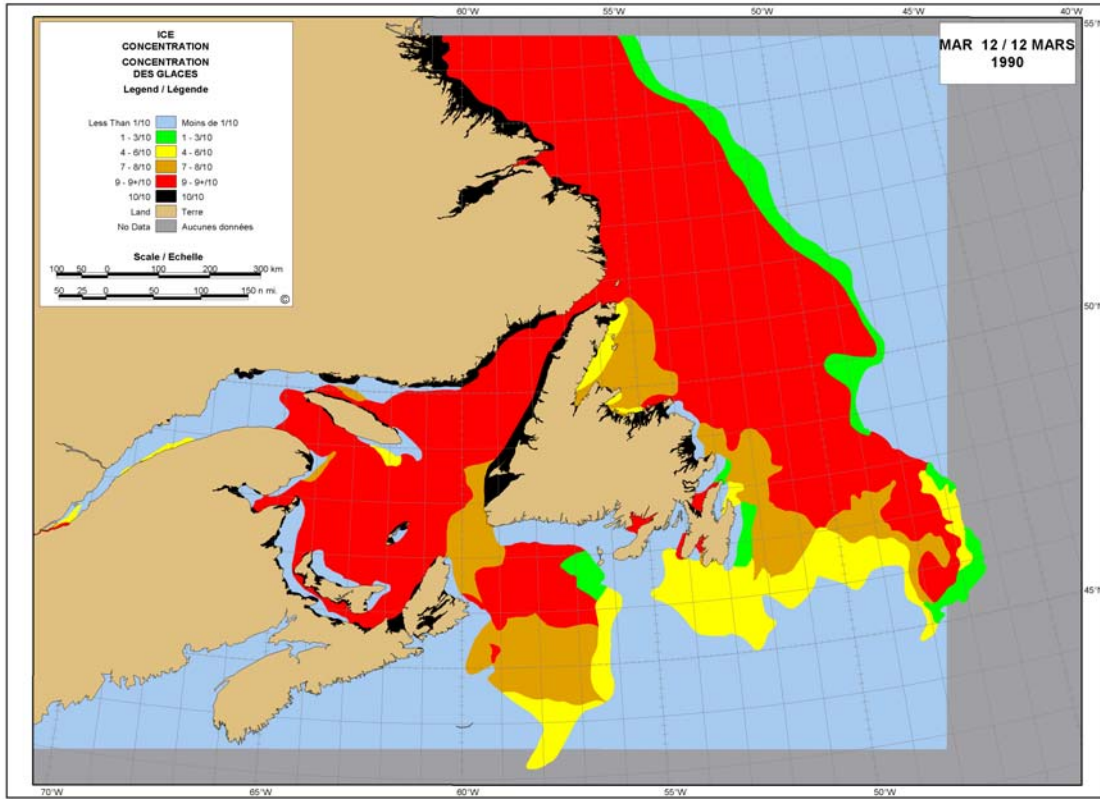 60°W 55°W 50°W 45°W 40°W
55°
ICE
CONCENTRATION
CONCENTRATION
DES GLACES
Legend / Légende
Less Than 1/10 Moins de 1/10
1 - 3/10 1 - 3/10
4 - 6/10 4 - 6/10
7 - 8/10 7 - 8/10
9 - 9+/10 9 - 9+/10
10/10 10/10
Land Terre
No Data Aucunes données
Scale / Echelle
100 50 0 100 200 300 km
50 25 0 50 100 150 n mi.
©
MAR 12 / 12 MARS
1990
50°N
45°N
70°W 65°W 60°W 55°W 50°W